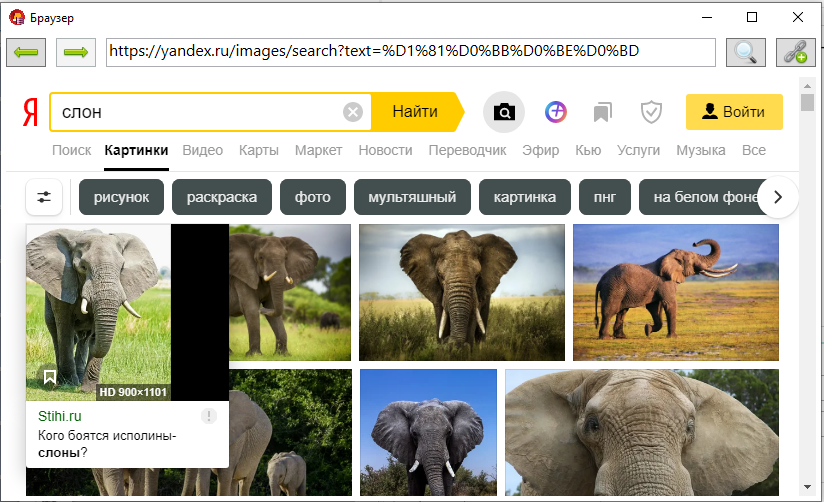 Браузер
https://yandex.ru/images/search?text=%D1%81%D0%BB%D0%BE%D0%BD
Я слон Найти Войти
Поиск Картинки Видео Карты Маркет Новости Переводчик Эфир Кью Услуги Музыка Все
рисунок раскраска фото мультяшный картинка пнг на белом фоне
HD 900×1101
Stihi.ru
Кого боятся исполины-
слоны?